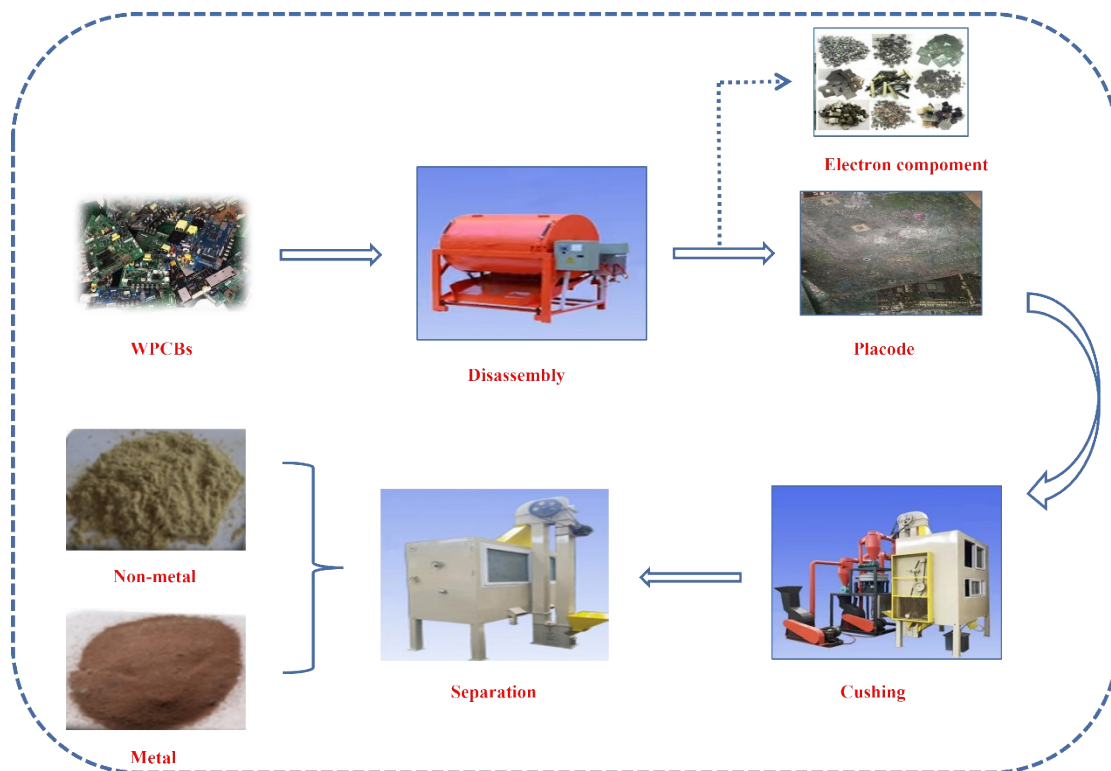 Electron compoment
WPCBs
Disassembly
Placode
Non-metal
Separation
Cushing
Metal